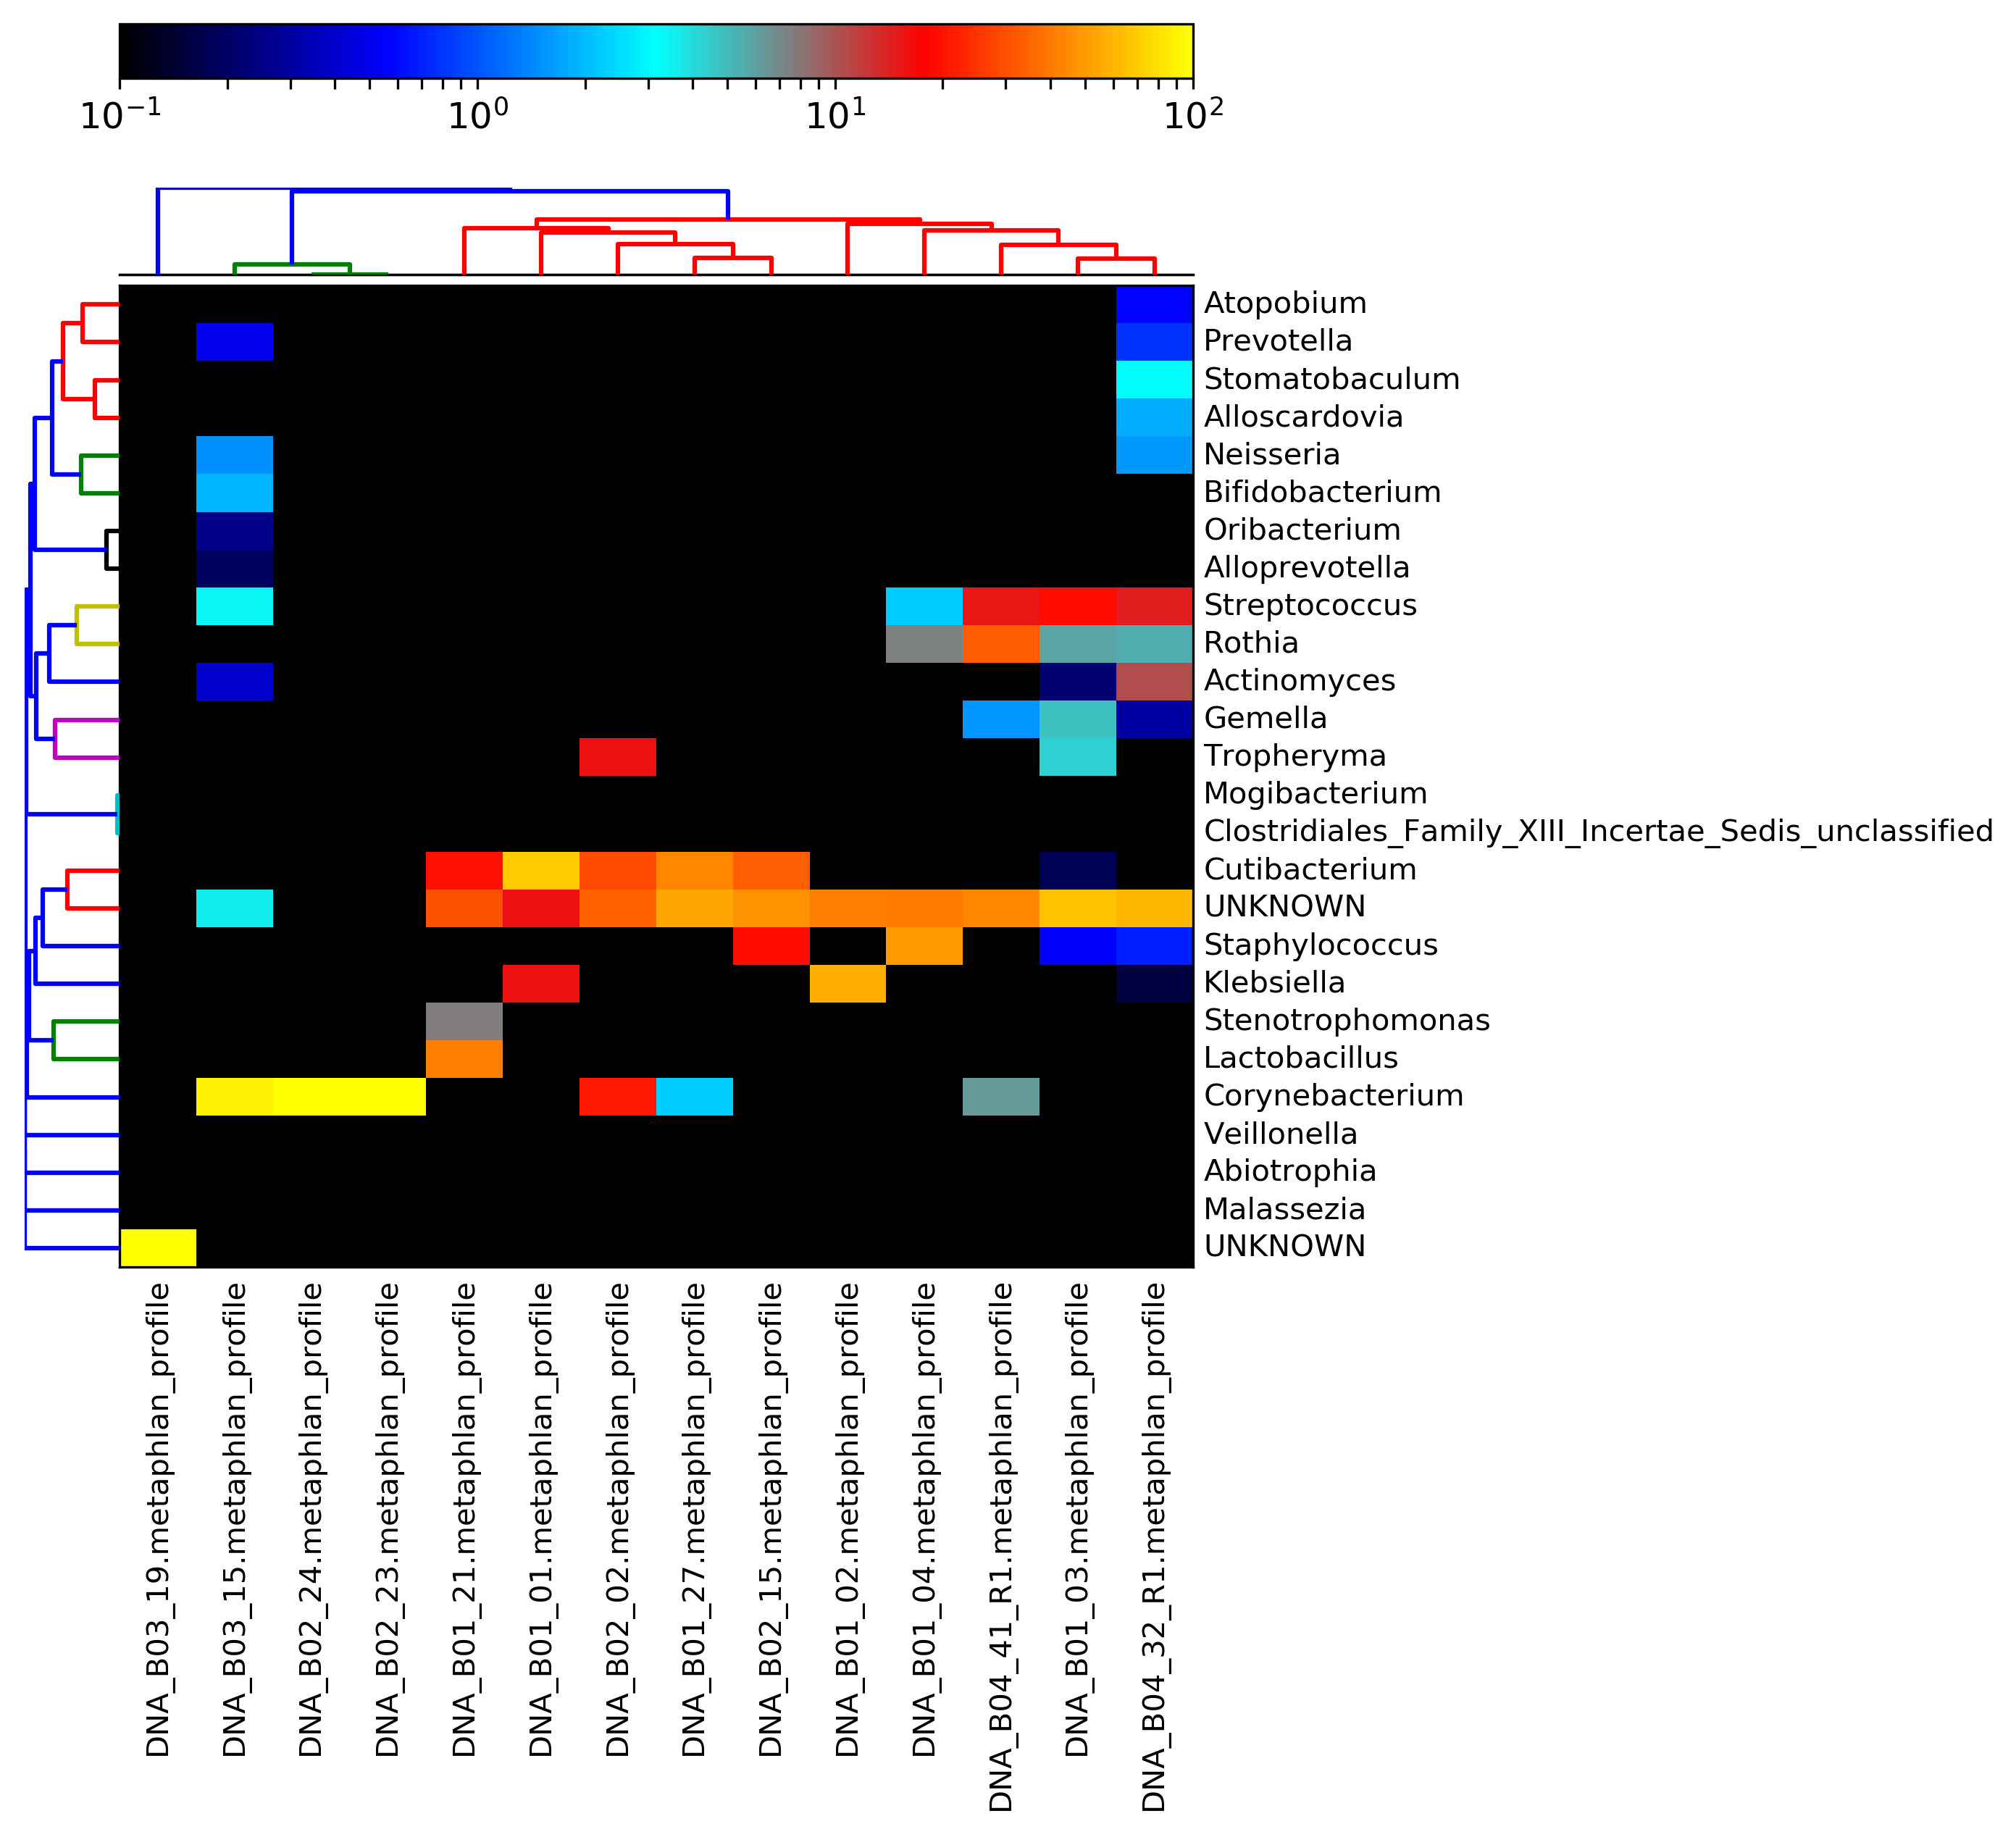 10⁻¹ 10⁰ 10¹ 10²
Atopobium
Prevotella
Stomatobaculum
Alloscardovia
Neisseria
Bifidobacterium
Oribacterium
Alloprevotella
Streptococcus
Rothia
Actinomyces
Gemella
Tropheryma
Mogibacterium
Clostridiales_Family_XIII_Incertae_Sedis_unclassified
Cutibacterium
UNKNOWN
Staphylococcus
Klebsiella
Stenotrophomonas
Lactobacillus
Corynebacterium
Veillonella
Abiotrophia
Malassezia
UNKNOWN
DNA_B03_19.metaphlan_profile
DNA_B03_15.metaphlan_profile
DNA_B02_24.metaphlan_profile
DNA_B02_23.metaphlan_profile
DNA_B01_21.metaphlan_profile
DNA_B01_01.metaphlan_profile
DNA_B02_02.metaphlan_profile
DNA_B01_27.metaphlan_profile
DNA_B02_15.metaphlan_profile
DNA_B01_02.metaphlan_profile
DNA_B01_04.metaphlan_profile
DNA_B04_41_R1.metaphlan_profile
DNA_B01_03.metaphlan_profile
DNA_B04_32_R1.metaphlan_profile